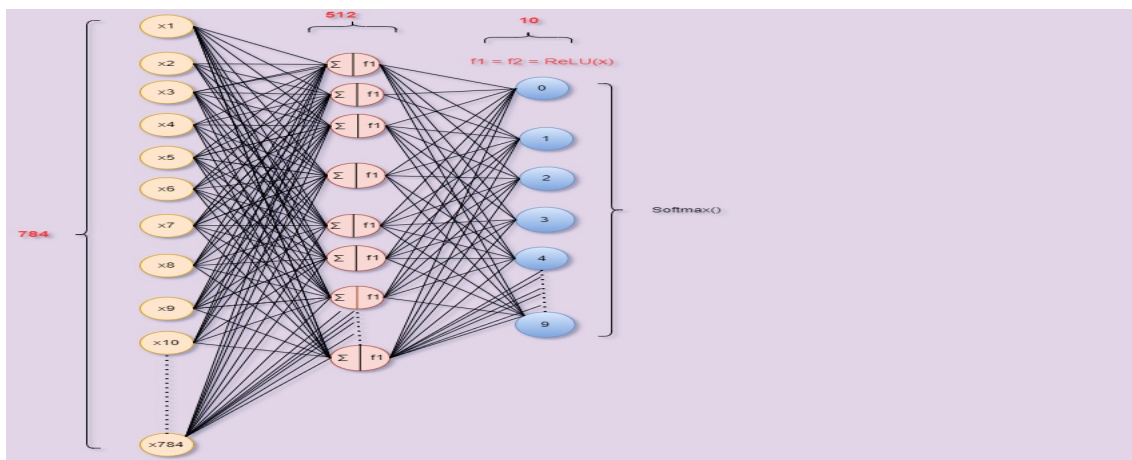 512
10
f1 = f2 = ReLU(x)
784
x1
x2
x3
x4
x5
x6
x7
x8
x9
x10
x784
Σ f1
Σ f1
Σ f1
Σ f1
Σ f1
Σ f1
Σ f1
Σ f1
0
1
2
3
4
9
Softmax()